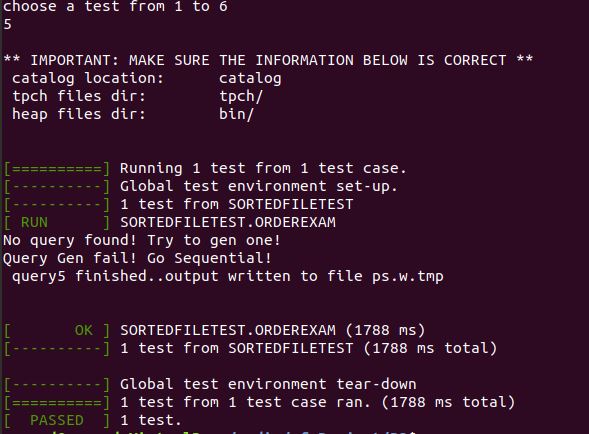 choose a test from 1 to 6
5
** IMPORTANT: MAKE SURE THE INFORMATION BELOW IS CORRECT **
catalog location: catalog
tpch files dir: tpch/
heap files dir: bin/
[==========] Running 1 test from 1 test case.
[----------] Global test environment set-up.
[----------] 1 test from SORTEDFILETEST
[ RUN      ] SORTEDFILETEST.ORDEREXAM
No query found! Try to gen one!
Query Gen fail! Go Sequential!
query5 finished..output written to file ps.w.tmp
[       OK ] SORTEDFILETEST.ORDEREXAM (1788 ms)
[----------] 1 test from SORTEDFILETEST (1788 ms total)
[----------] Global test environment tear-down
[==========] 1 test from 1 test case ran. (1788 ms total)
[  PASSED  ] 1 test.